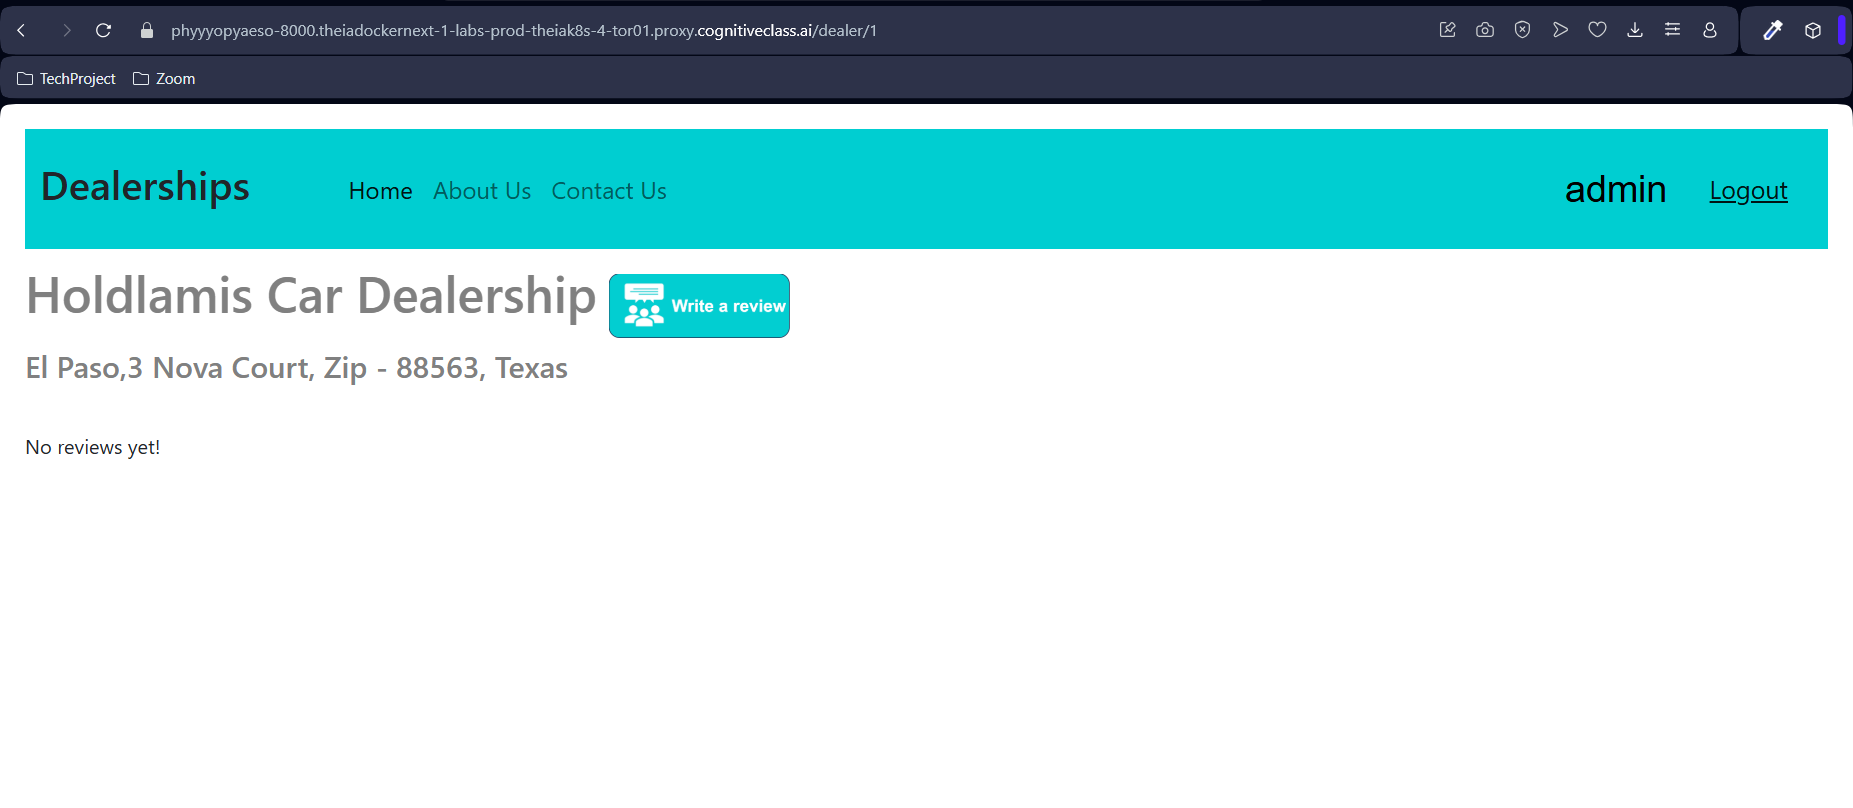 phyyyopyaeso-8000.theiadockernext-1-labs-prod-theiak8s-4-tor01.proxy.cognitiveclass.ai/dealer/1
TechProject Zoom
Dealerships Home About Us Contact Us admin Logout
Holdlamis Car Dealership Write a review
El Paso,3 Nova Court, Zip - 88563, Texas
No reviews yet!